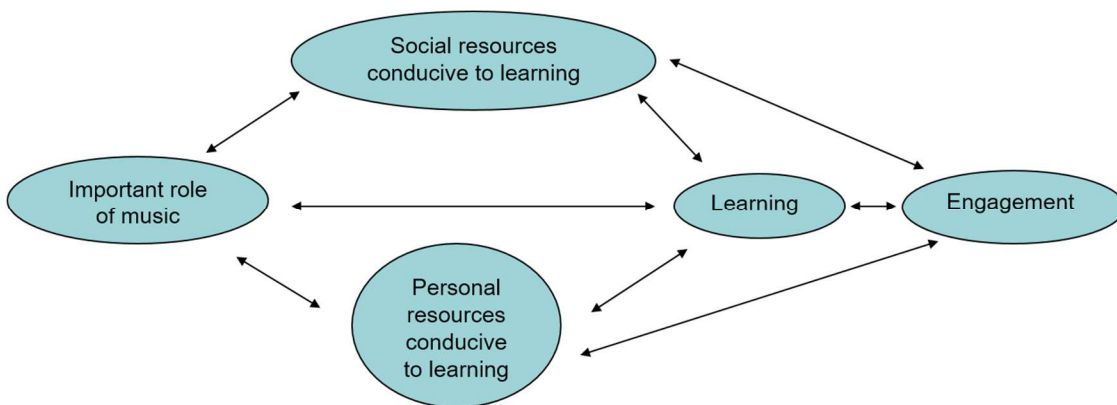 Social resources
conducive to learning
Important role
of music
Learning
Engagement
Personal
resources
conducive
to learning